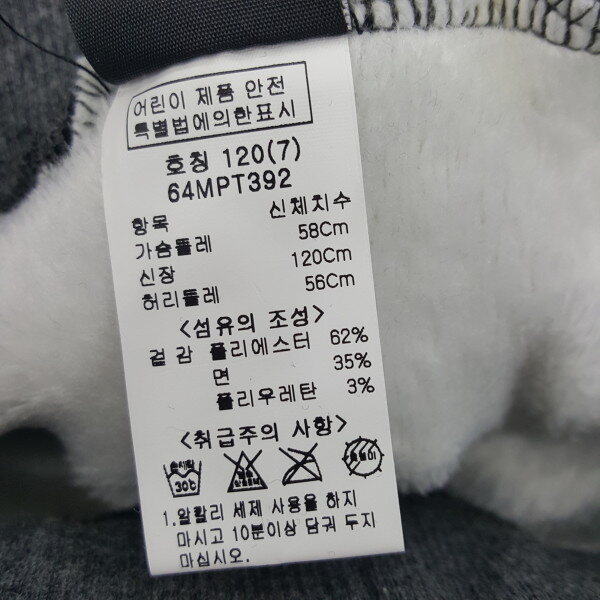 어린이 제품 안전
특별법에의한표시
호칭 120(7)
64MPT392
항목 신체치수
가슴둘레 58Cm
신장 120Cm
허리둘레 56Cm
<섬유의 조성>
겉감 폴리에스터 62%
면 35%
폴리우레탄 3%
<취급주의 사항>
손세탁 30℃
1.알칼리 세제 사용을 하지
마시고 10분이상 담궈 두지
마십시오.